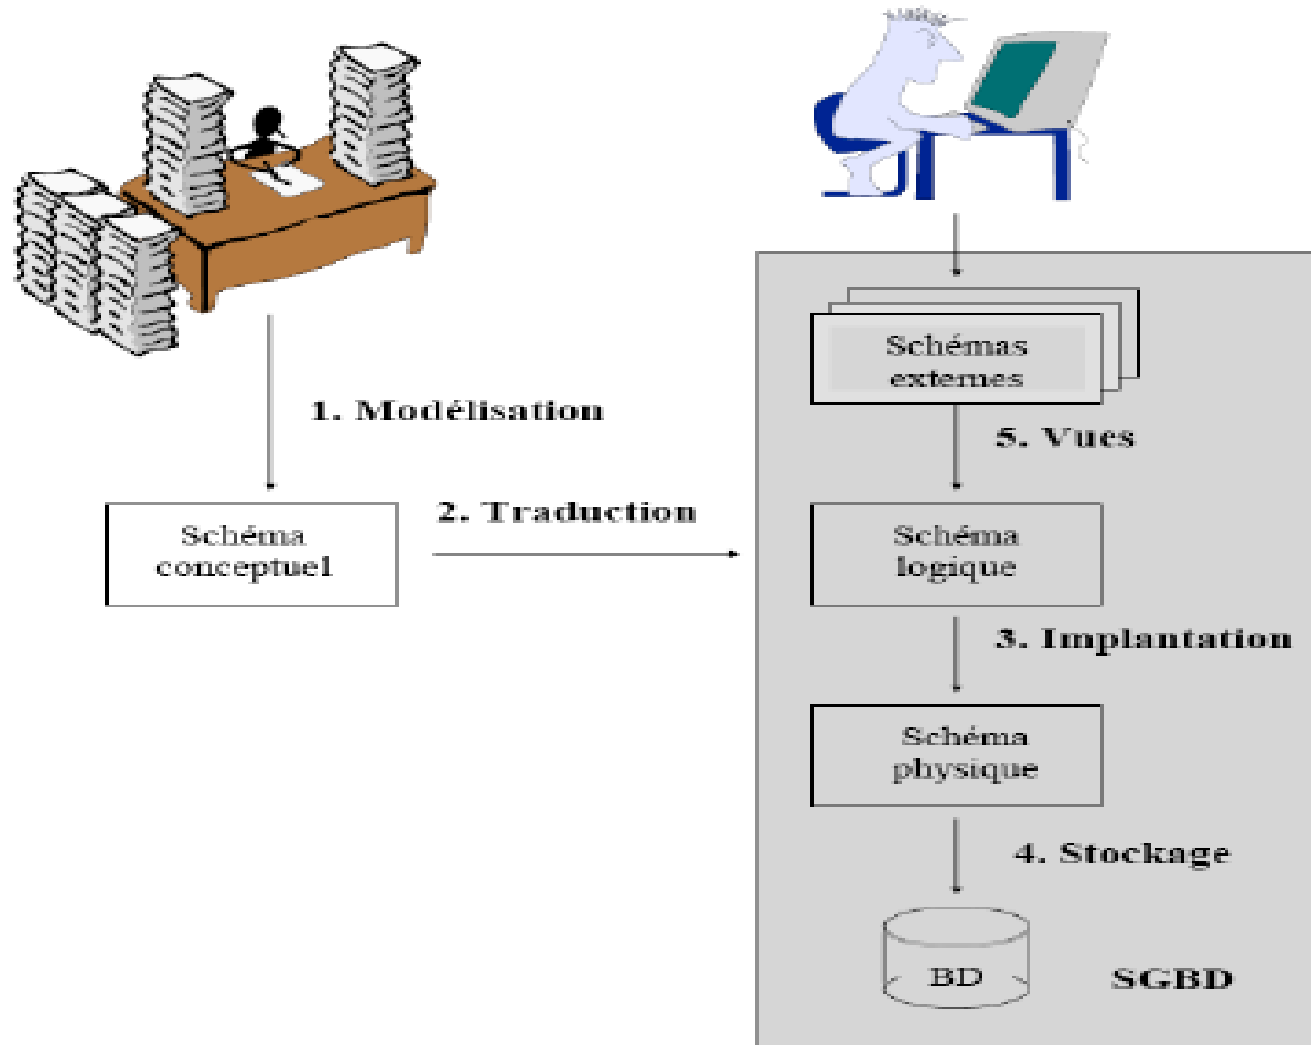 Schémas
externes
1. Modélisation
5. Vues
2. Traduction
Schéma
conceptuel
Schéma
logique
3. Implantation
Schéma
physique
4. Stockage
BD
SGBD